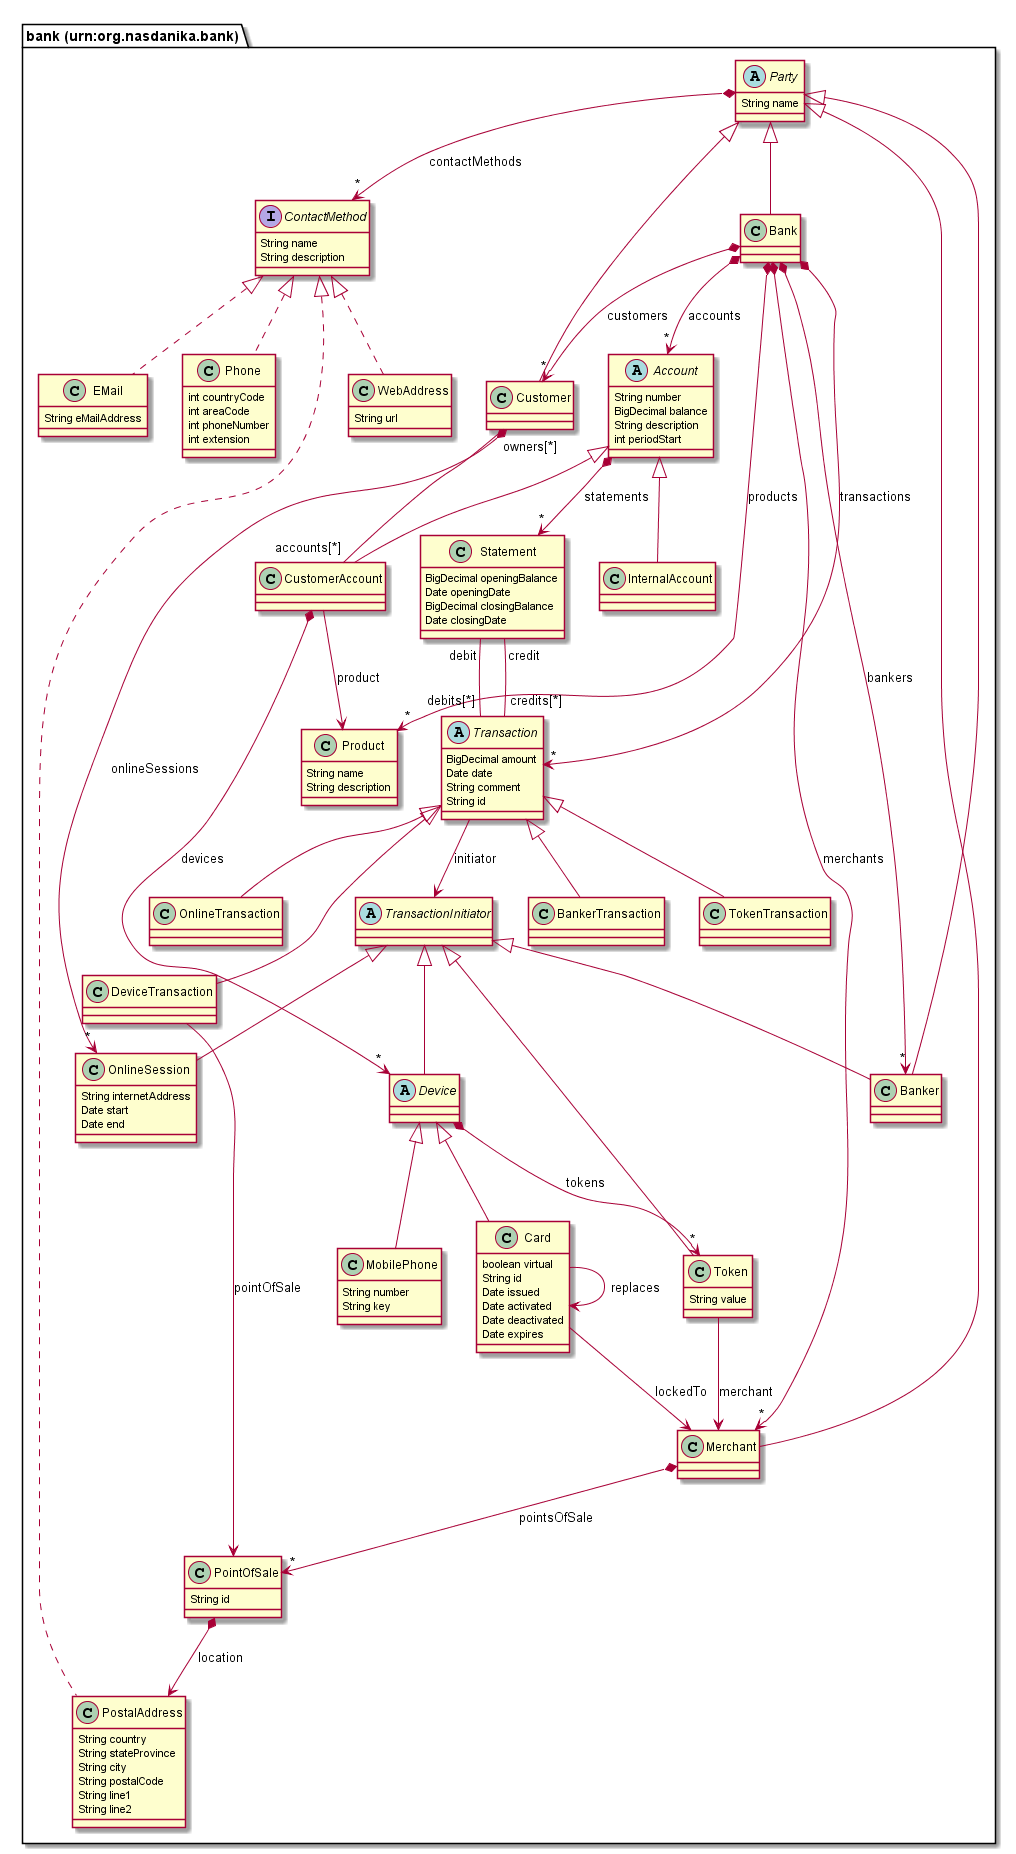 bank (urn:org.nasdanika.bank)
A Party
String name
contactMethods
*
I ContactMethod
String name
String description
C Bank
customers
accounts
*
*
C EMail
String eMailAddress
C Phone
int countryCode
int areaCode
int phoneNumber
int extension
C WebAddress
String url
C Customer
A Account
String number
BigDecimal balance
String description
int periodStart
owners[*]
statements
products
transactions
*
accounts[*]
C CustomerAccount
C Statement
BigDecimal openingBalance
Date openingDate
BigDecimal closingBalance
Date closingDate
C InternalAccount
debit
credit
product
bankers
debits[*]
credits[*]
*
C Product
String name
String description
A Transaction
BigDecimal amount
Date date
String comment
String id
*
onlineSessions
devices
initiator
merchants
C OnlineTransaction
A TransactionInitiator
C BankerTransaction
C TokenTransaction
C DeviceTransaction
*
*
*
C OnlineSession
String internetAddress
Date start
Date end
A Device
C Banker
tokens
*
C MobilePhone
String number
String key
C Card
boolean virtual
String id
Date issued
Date activated
Date deactivated
Date expires
replaces
C Token
String value
pointOfSale
lockedTo
merchant
*
C Merchant
pointsOfSale
*
C PointOfSale
String id
location
C PostalAddress
String country
String stateProvince
String city
String postalCode
String line1
String line2